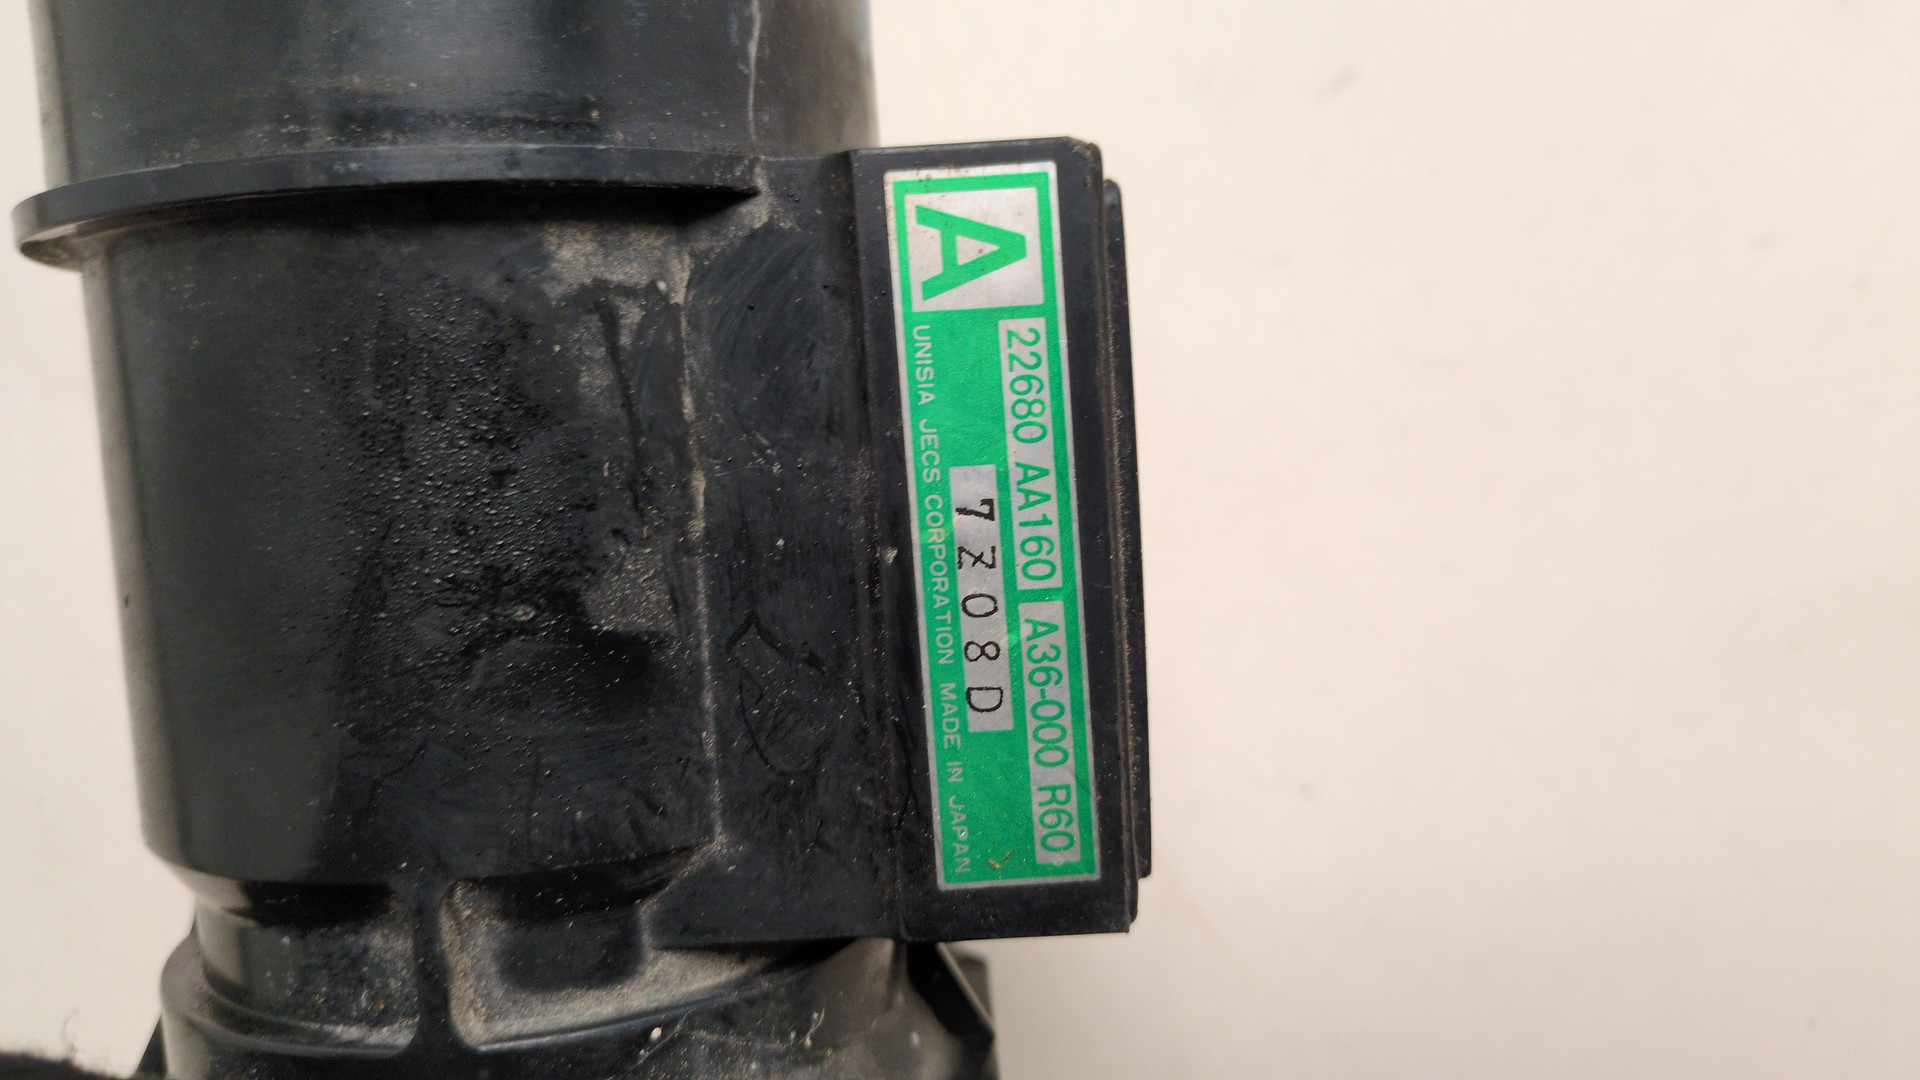 A
22680 AA160 A36-000 R60
7Z08D
UNISIA JECS CORPORATION MADE IN JAPAN